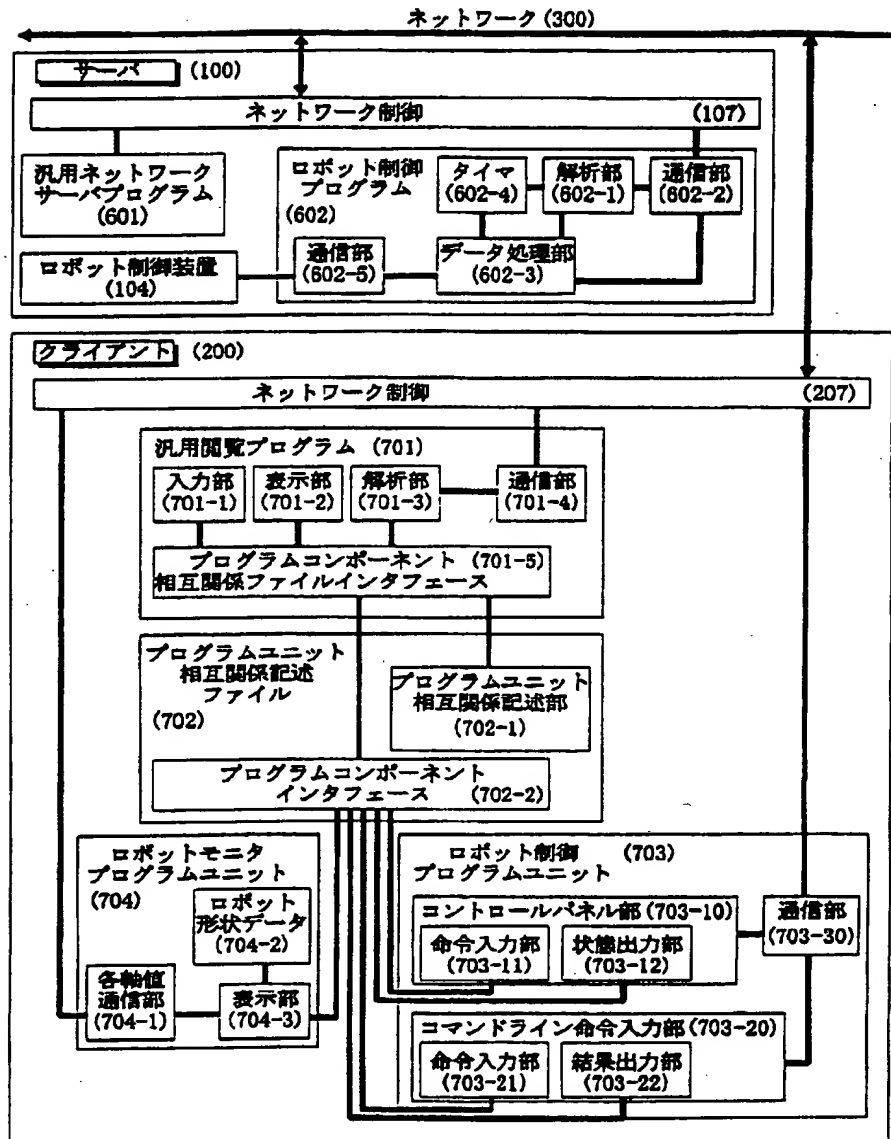 ネットワーク(300)
サーバ (100)
ネットワーク制御 (107)
汎用ネットワーク
サーバプログラム
(601)
ロボット制御
プログラム
(602)
タイマ
(602-4)
解析部
(602-1)
通信部
(602-2)
ロボット制御装置
(104)
通信部
(602-5)
データ処理部
(602-3)
クライアント (200)
ネットワーク制御 (207)
汎用閲覧プログラム (701)
入力部
(701-1)
表示部
(701-2)
解析部
(701-3)
通信部
(701-4)
プログラムコンポーネント (701-5)
相互関係ファイルインタフェース
プログラムユニット
相互関係記述
ファイル
(702)
プログラムユニット
相互関係記述部
(702-1)
プログラムコンポーネント
インタフェース (702-2)
ロボットモニタ
プログラムユニット
(704)
ロボット
形状データ
(704-2)
各軸値
通信部
(704-1)
表示部
(704-3)
ロボット制御 (703)
プログラムユニット
コントロールパネル部(703-10)
命令入力部
(703-11)
状態出力部
(703-12)
通信部
(703-30)
コマンドライン命令入力部(703-20)
命令入力部
(703-21)
結果出力部
(703-22)